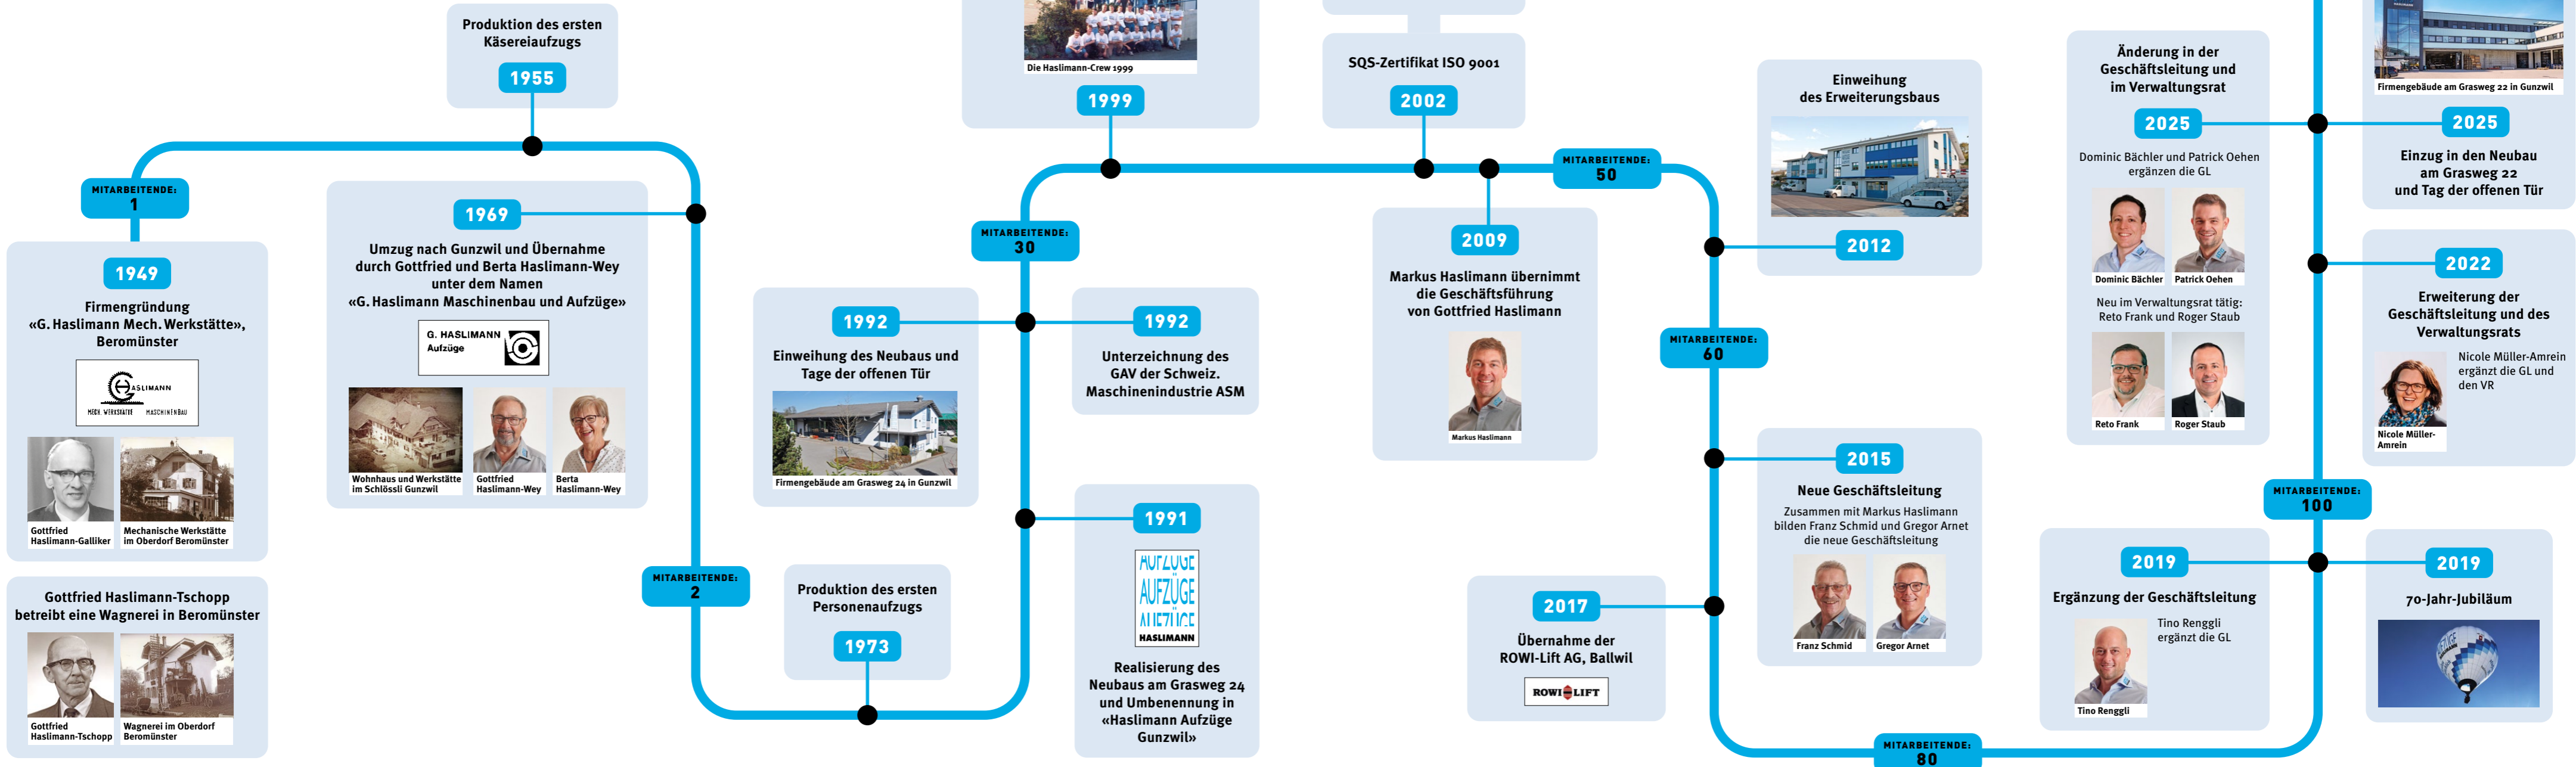 Produktion des ersten
Käsereiaufzugs
1955
MITARBEITENDE:
1
1949
Firmengründung
«G. Haslimann Mech. Werkstätte»,
Beromünster
HASLIMANN
MECH. WERKSTÄTTE MASCHINENBAU
Gottfried
Haslimann-Galliker
Mechanische Werkstätte
im Oberdorf Beromünster
Gottfried Haslimann-Tschopp
betreibt eine Wagnerei in Beromünster
Gottfried
Haslimann-Tschopp
Wagnerei im Oberdorf
Beromünster
1969
Umzug nach Gunzwil und Übernahme
durch Gottfried und Berta Haslimann-Wey
unter dem Namen
«G. Haslimann Maschinenbau und Aufzüge»
G. HASLIMANN
Aufzüge
Wohnhaus und Werkstätte
im Schlössli Gunzwil
Gottfried
Haslimann-Wey
Berta
Haslimann-Wey
MITARBEITENDE:
2
Produktion des ersten
Personenaufzugs
1973
1991
AUFZÜGE
AUFZÜGE
AUFZÜGE
HASLIMANN
Realisierung des
Neubaus am Grasweg 24
und Umbenennung in
«Haslimann Aufzüge
Gunzwil»
1992
Einweihung des Neubaus und
Tage der offenen Tür
Firmengebäude am Grasweg 24 in Gunzwil
1992
Unterzeichnung des
GAV der Schweiz.
Maschinenindustrie ASM
MITARBEITENDE:
30
Die Haslimann-Crew 1999
1999
SQS-Zertifikat ISO 9001
2002
2009
Markus Haslimann übernimmt
die Geschäftsführung
von Gottfried Haslimann
Markus Haslimann
MITARBEITENDE:
50
Einweihung
des Erweiterungsbaus
2012
MITARBEITENDE:
60
2015
Neue Geschäftsleitung
Zusammen mit Markus Haslimann
bilden Franz Schmid und Gregor Arnet
die neue Geschäftsleitung
Franz Schmid
Gregor Arnet
2017
Übernahme der
ROWI-Lift AG, Ballwil
ROWI LIFT
MITARBEITENDE:
80
2019
Ergänzung der Geschäftsleitung
Tino Renggli
ergänzt die GL
Tino Renggli
2019
70-Jahr-Jubiläum
MITARBEITENDE:
100
2022
Erweiterung der
Geschäftsleitung und des
Verwaltungsrats
Nicole Müller-Amrein
ergänzt die GL und
den VR
Nicole Müller-
Amrein
Änderung in der
Geschäftsleitung und
im Verwaltungsrat
2025
Dominic Bächler und Patrick Oehen
ergänzen die GL
Dominic Bächler
Patrick Oehen
Neu im Verwaltungsrat tätig:
Reto Frank und Roger Staub
Reto Frank
Roger Staub
Firmengebäude am Grasweg 22 in Gunzwil
2025
Einzug in den Neubau
am Grasweg 22
und Tag der offenen Tür